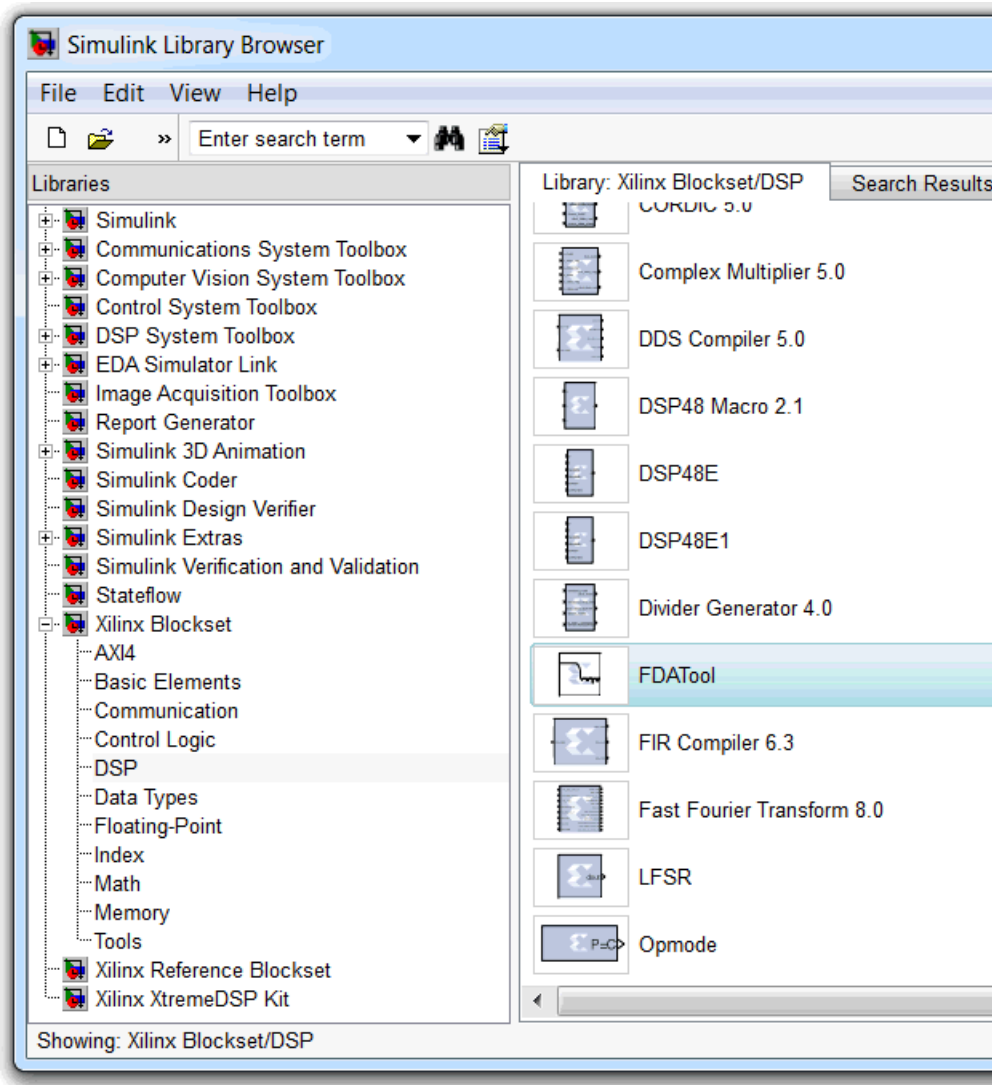 Simulink Library Browser
File Edit View Help
» Enter search term
Libraries
Simulink
Communications System Toolbox
Computer Vision System Toolbox
Control System Toolbox
DSP System Toolbox
EDA Simulator Link
Image Acquisition Toolbox
Report Generator
Simulink 3D Animation
Simulink Coder
Simulink Design Verifier
Simulink Extras
Simulink Verification and Validation
Stateflow
Xilinx Blockset
AXI4
Basic Elements
Communication
Control Logic
DSP
Data Types
Floating-Point
Index
Math
Memory
Tools
Xilinx Reference Blockset
Xilinx XtremeDSP Kit
Library: Xilinx Blockset/DSP Search Results
CORDIC 5.0
Complex Multiplier 5.0
DDS Compiler 5.0
DSP48 Macro 2.1
DSP48E
DSP48E1
Divider Generator 4.0
FDATool
FIR Compiler 6.3
Fast Fourier Transform 8.0
LFSR
P=C Opmode
Showing: Xilinx Blockset/DSP